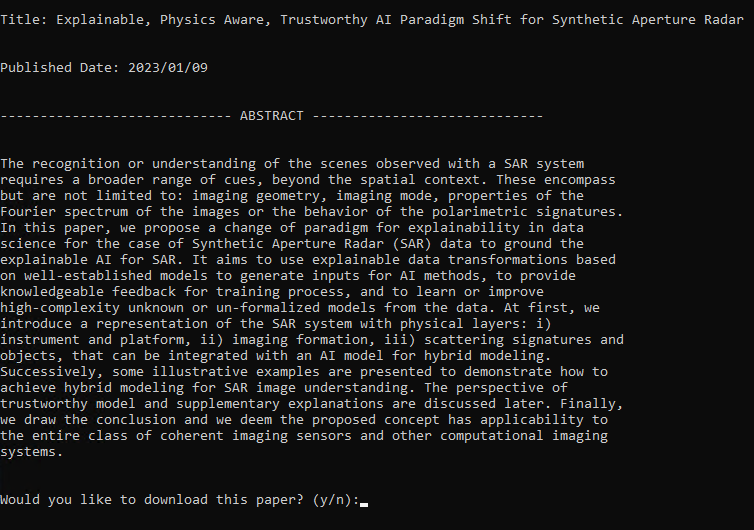 Title: Explainable, Physics Aware, Trustworthy AI Paradigm Shift for Synthetic Aperture Radar
Published Date: 2023/01/09
----------------------------- ABSTRACT -----------------------------
The recognition or understanding of the scenes observed with a SAR system
requires a broader range of cues, beyond the spatial context. These encompass
but are not limited to: imaging geometry, imaging mode, properties of the
Fourier spectrum of the images or the behavior of the polarimetric signatures.
In this paper, we propose a change of paradigm for explainability in data
science for the case of Synthetic Aperture Radar (SAR) data to ground the
explainable AI for SAR. It aims to use explainable data transformations based
on well-established models to generate inputs for AI methods, to provide
knowledgeable feedback for training process, and to learn or improve
high-complexity unknown or un-formalized models from the data. At first, we
introduce a representation of the SAR system with physical layers: i)
instrument and platform, ii) imaging formation, iii) scattering signatures and
objects, that can be integrated with an AI model for hybrid modeling.
Successively, some illustrative examples are presented to demonstrate how to
achieve hybrid modeling for SAR image understanding. The perspective of
trustworthy model and supplementary explanations are discussed later. Finally,
we draw the conclusion and we deem the proposed concept has applicability to
the entire class of coherent imaging sensors and other computational imaging
systems.
Would you like to download this paper? (y/n):